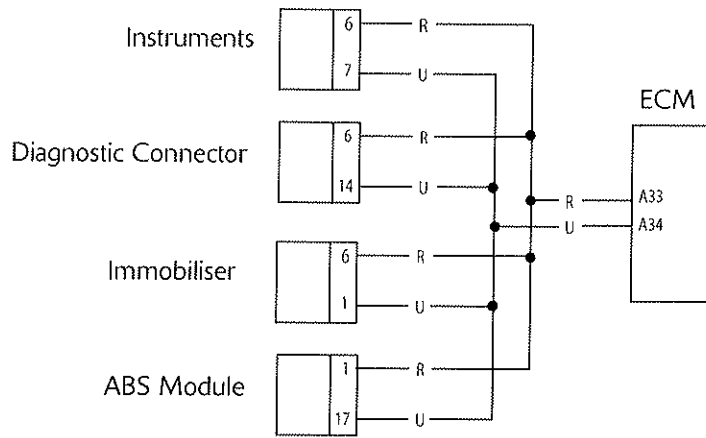 Instruments
6 R
7 U
ECM
Diagnostic Connector
6 R
14 U
R A33
U A34
Immobiliser
6 R
1 U
ABS Module
1 R
17 U